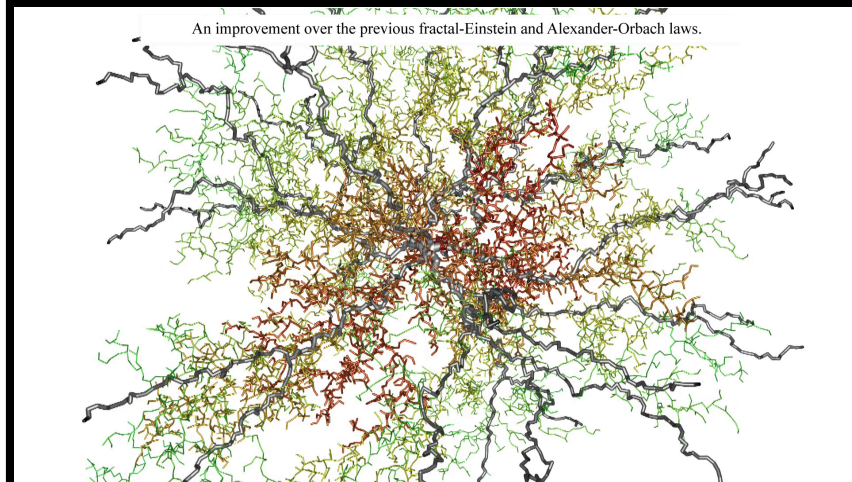 An improvement over the previous fractal-Einstein and Alexander-Orbach laws.